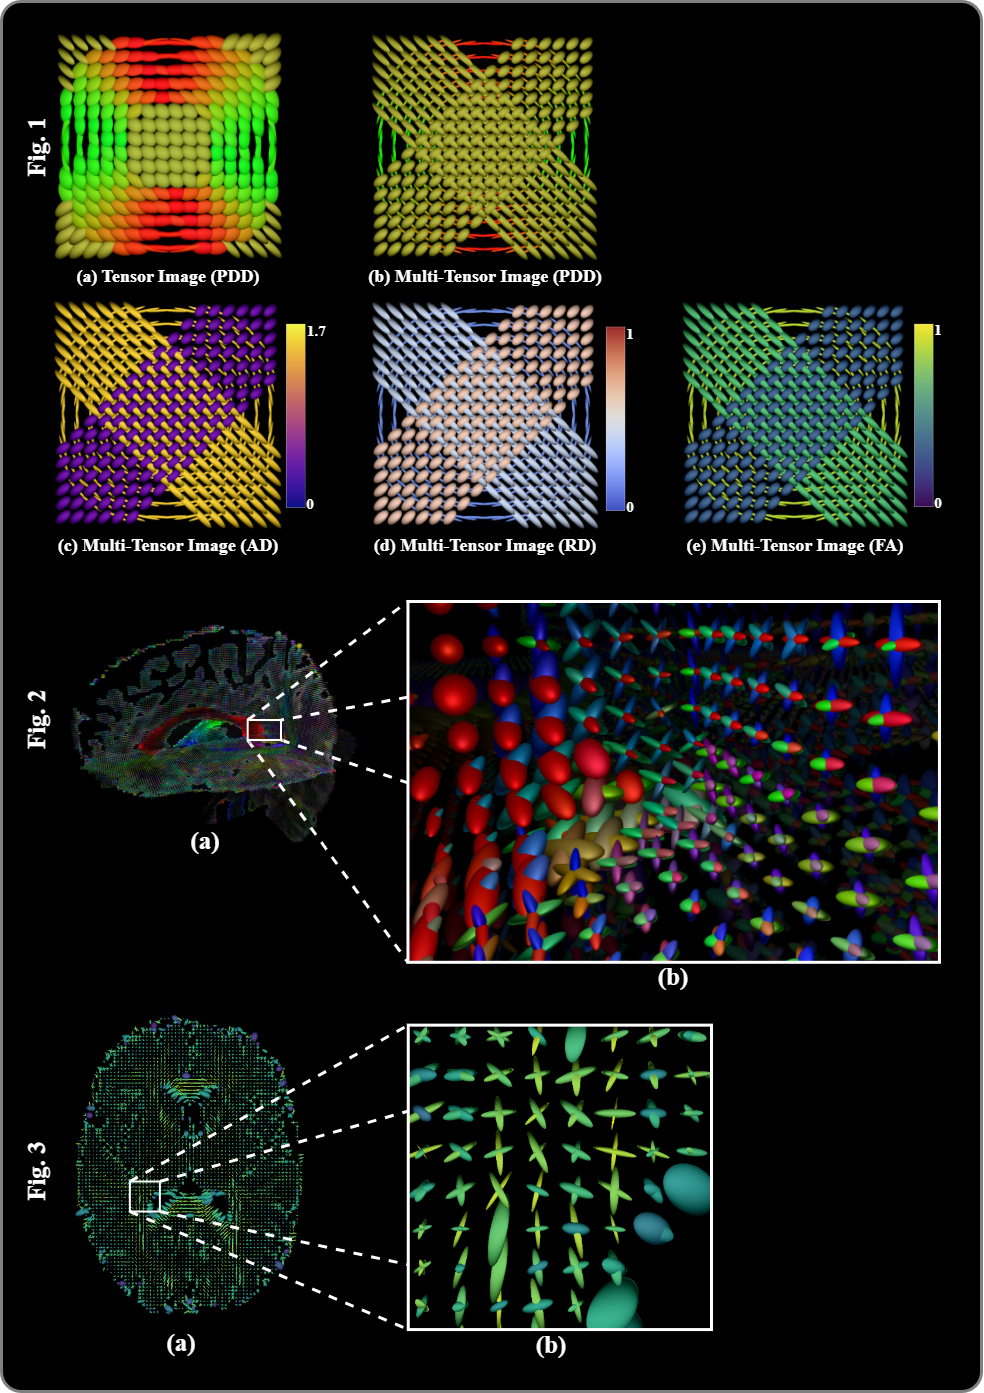 Fig. 1
(a) Tensor Image (PDD)
(b) Multi-Tensor Image (PDD)
1.7
0
1
0
1
0
(c) Multi-Tensor Image (AD)
(d) Multi-Tensor Image (RD)
(e) Multi-Tensor Image (FA)
Fig. 2
(a)
(b)
Fig. 3
(a)
(b)